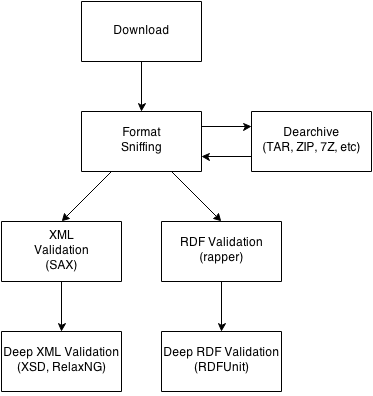 Download
Format
Sniffing
Dearchive
(TAR, ZIP, 7Z, etc)
XML
Validation
(SAX)
RDF Validation
(rapper)
Deep XML Validation
(XSD, RelaxNG)
Deep RDF Validation
(RDFUnit)